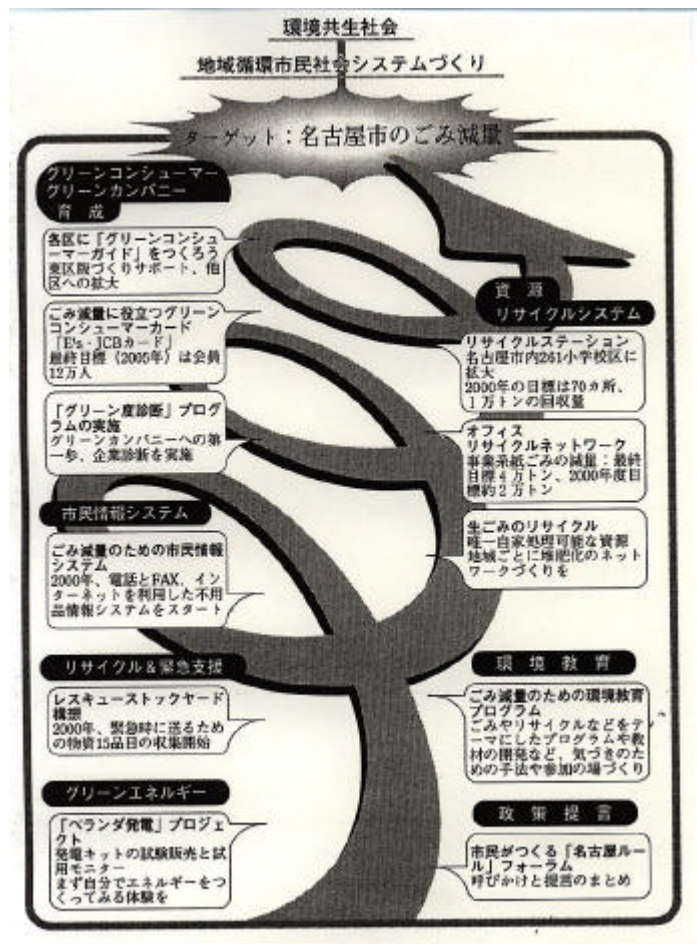 環境共生社会
地域循環市民社会システムづくり
ターゲット：名古屋市のごみ減量
グリーンコンシューマー
グリーンカンパニー
育 成
各区に「グリーンコンシュ
ーマーガイド」をつくろう
東区版づくりサポート、他
区への拡大
ごみ減量に役立つグリーン
コンシューマーカード
「E's・JCBカード」
最終目標（2005年）は会員
12万人
「グリーン度診断」プログ
ラムの実施
グリーンカンパニーへの第
一歩、企業診断を実施
市民情報システム
ごみ減量のための市民情報
システム
2000年、電話とFAX、イン
ターネットを利用した不用
品情報システムをスタート
リサイクル＆緊急支援
レスキューストックヤード
構想
2000年、緊急時に送るため
の物資15品目の収集開始
グリーンエネルギー
「ベランダ発電」プロジェ
クト
発電キットの試験販売と試
用モニター
まず自分でエネルギーをつ
くってみる体験を
資 源
リサイクルシステム
リサイクルステーション
名古屋市内261小学校区に
拡大
2000年の目標は70カ所、
1万トンの回収量
オフィス
リサイクルネットワーク
事業系紙ごみの減量：最終
目標4万トン、2000年度目
標約2万トン
生ごみのリサイクル
唯一自家処理可能な資源
地域ごとに堆肥化のネット
ワークづくりを
環 境 教 育
ごみ減量のための環境教育
プログラム
ごみやリサイクルなどをテ
ーマにしたプログラムや教
材の開発など、気づきのた
めの手法や参加の場づくり
政 策 提 言
市民がつくる「名古屋ルー
ル」フォーラム
呼びかけと提言のまとめ